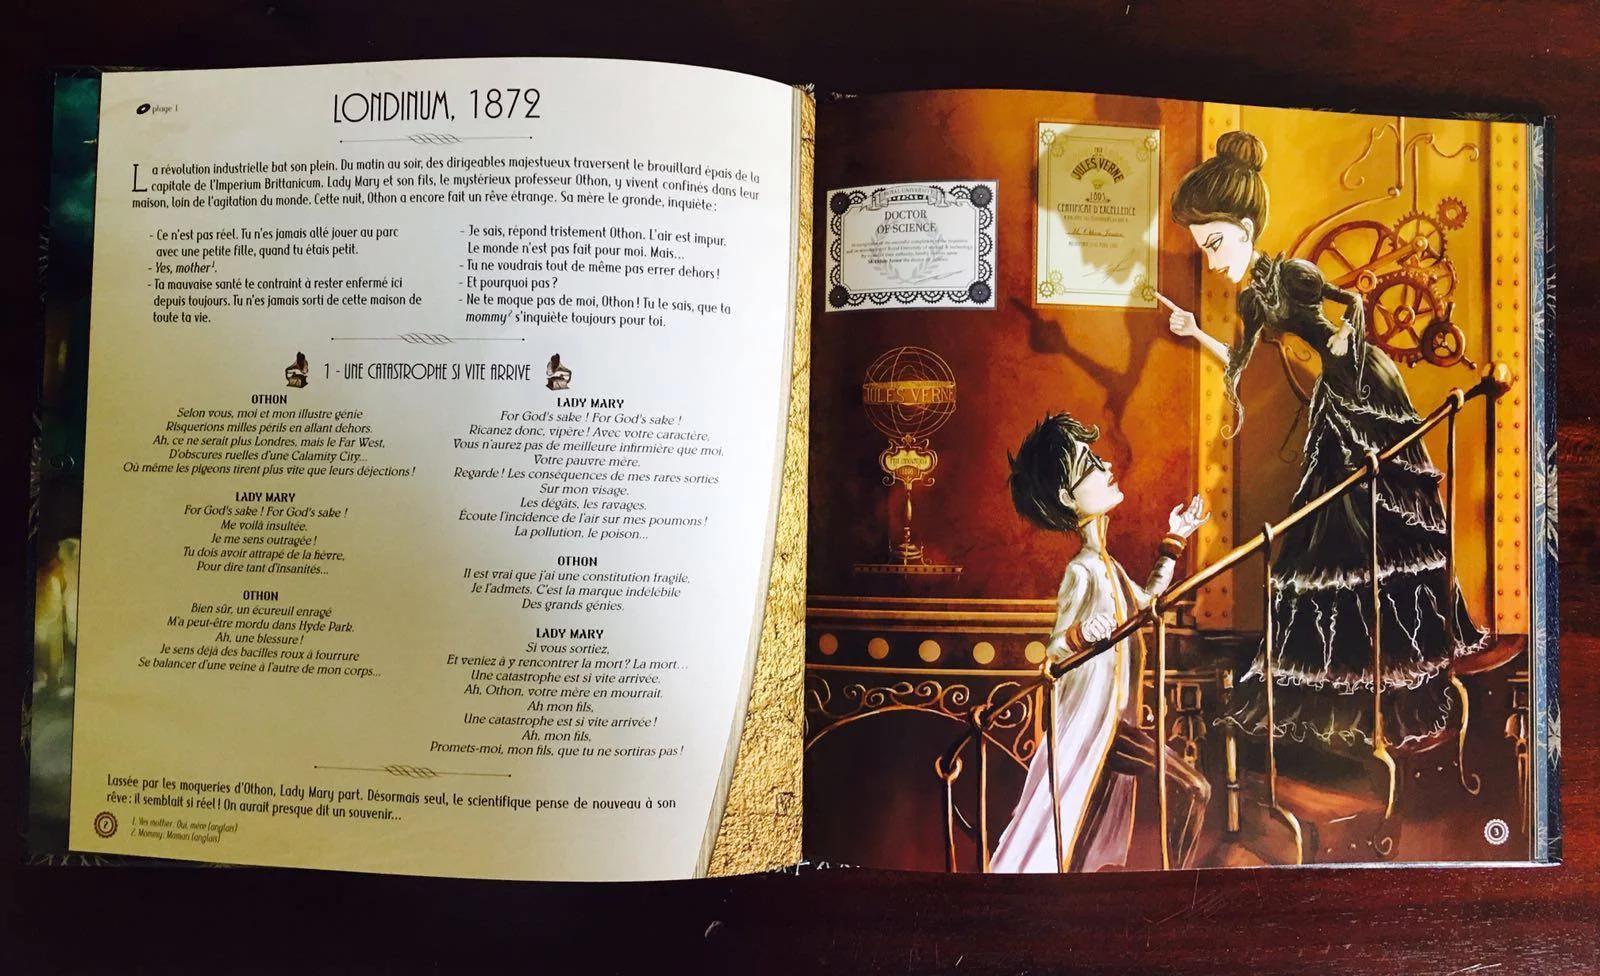 plage 1
LONDINUM, 1872
La révolution industrielle bat son plein. Du matin au soir, des dirigeables majestueux traversent le brouillard épais de la
capitale de l'Imperium Brittanicum. Lady Mary et son fils, le mystérieux professeur Othon, y vivent confinés dans leur
maison, loin de l'agitation du monde. Cette nuit, Othon a encore fait un rêve étrange. Sa mère le gronde, inquiète :
- Ce n'est pas réel. Tu n'es jamais allé jouer au parc
avec une petite fille, quand tu étais petit.
- Yes, mother¹.
- Ta mauvaise santé te contraint à rester enfermé ici
depuis toujours. Tu n'es jamais sorti de cette maison de
toute ta vie.
- Je sais, répond tristement Othon. L'air est impur.
Le monde n'est pas fait pour moi. Mais...
- Tu ne voudrais tout de même pas errer dehors !
- Et pourquoi pas ?
- Ne te moque pas de moi, Othon ! Tu le sais, que ta
mommy² s'inquiète toujours pour toi.
1 - UNE CATASTROPHE SI VITE ARRIVE
OTHON
Selon vous, moi et mon illustre génie
Risquerions milles périls en allant dehors.
Ah, ce ne serait plus Londres, mais le Far West,
D'obscures ruelles d'une Calamity City...
Où même les pigeons tirent plus vite que leurs déjections !
LADY MARY
For God's sake ! For God's sake !
Me voilà insultée.
Je me sens outragée !
Tu dois avoir attrapé de la fièvre,
Pour dire tant d'insanités...
OTHON
Bien sûr, un écureuil enragé
M'a peut-être mordu dans Hyde Park.
Ah, une blessure !
Je sens déjà des bacilles roux à fourrure
Se balancer d'une veine à l'autre de mon corps...
LADY MARY
For God's sake ! For God's sake !
Ricanez donc, vipère ! Avec votre caractère,
Vous n'aurez pas de meilleure infirmière que moi,
Votre pauvre mère.
Regarde ! Les conséquences de mes rares sorties
Sur mon visage.
Les dégâts, les ravages.
Écoute l'incidence de l'air sur mes poumons !
La pollution, le poison...
OTHON
Il est vrai que j'ai une constitution fragile,
Je l'admets. C'est la marque indélébile
Des grands génies.
LADY MARY
Si vous sortiez,
Et veniez à y rencontrer la mort ? La mort...
Une catastrophe est si vite arrivée.
Ah, Othon, votre mère en mourrait.
Ah mon fils,
Une catastrophe est si vite arrivée !
Ah, mon fils,
Promets-moi, mon fils, que tu ne sortiras pas !
Lassée par les moqueries d'Othon, Lady Mary part. Désormais seul, le scientifique pense de nouveau à son
rêve : il semblait si réel ! On aurait presque dit un souvenir...
1. Yes mother : Oui, mère (anglais)
2. Mommy : Maman (anglais)
2
ROYAL UNIVERSITY
DOCTOR
OF SCIENCE
JULES VERNE
CERTIFICAT D'EXCELLENCE
JULES VERNE
3